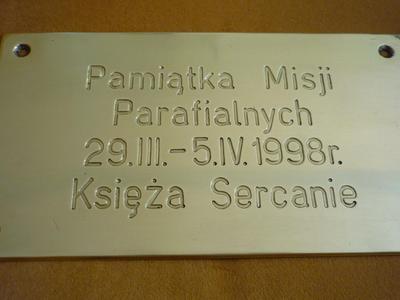 Pamiątka Misji
Parafialnych
29.III.-5.IV.1998r.
Księża Sercanie